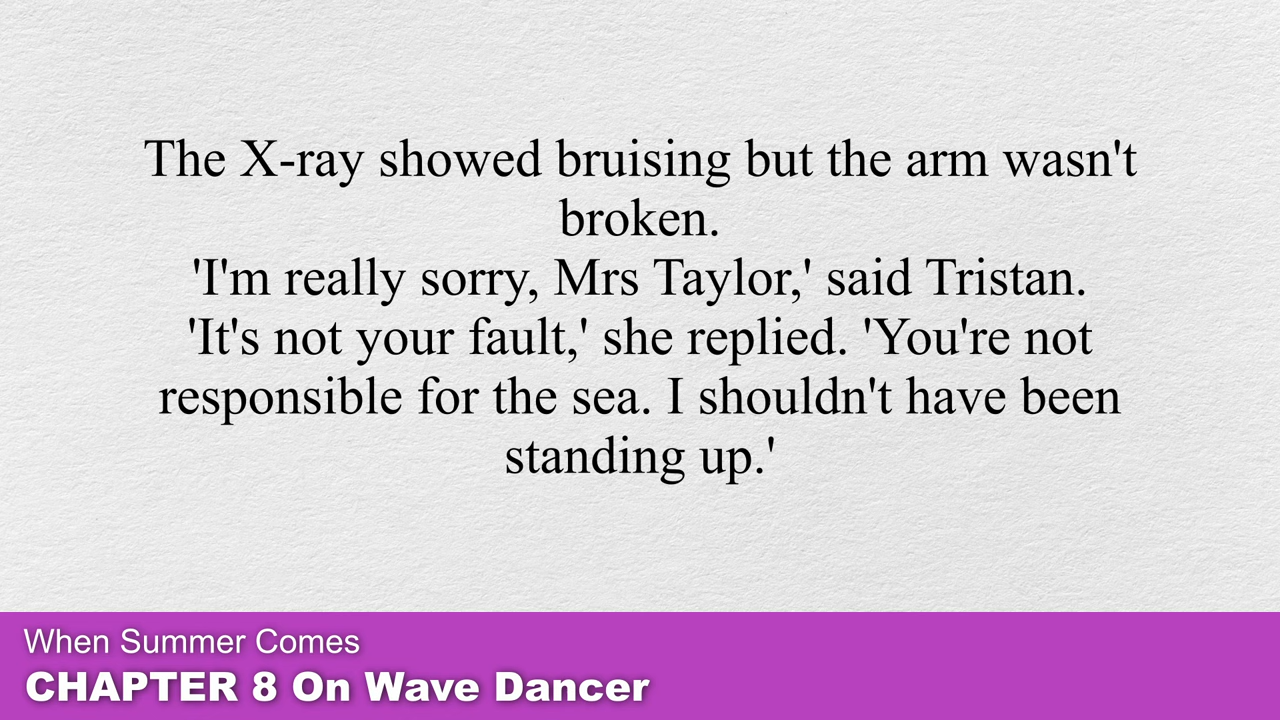 The X-ray showed bruising but the arm wasn't
broken.
'I'm really sorry, Mrs Taylor,' said Tristan.
'It's not your fault,' she replied. 'You're not
responsible for the sea. I shouldn't have been
standing up.'
When Summer Comes
CHAPTER 8 On Wave Dancer